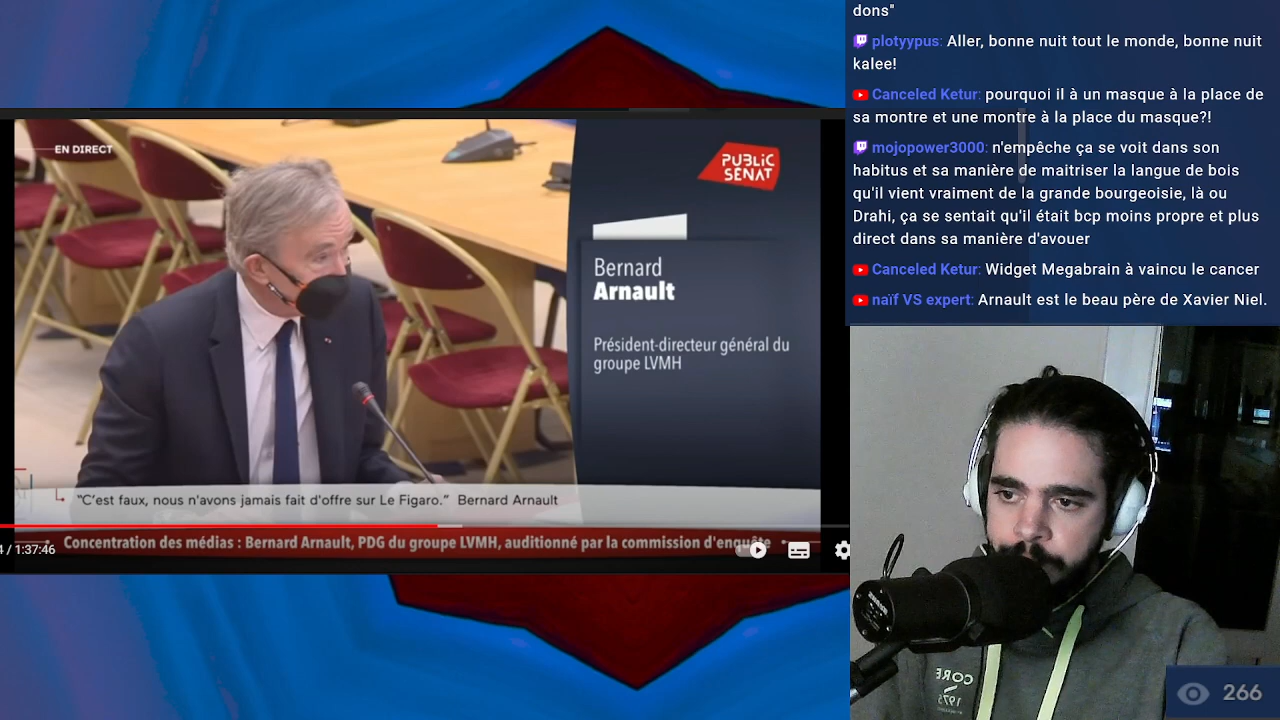 EN DIRECT
PUBLIC
SÉNAT
Bernard
Arnault
Président-directeur général du
groupe LVMH
"C'est faux, nous n'avons jamais fait d'offre sur Le Figaro." Bernard Arnault
4 / 1:37:46
Concentration des médias : Bernard Arnault, PDG du groupe LVMH, auditionné par la commission d'enquête
dons"
plotyypus: Aller, bonne nuit tout le monde, bonne nuit
kalee!
Canceled Ketur: pourquoi il à un masque à la place de
sa montre et une montre à la place du masque?!
mojopower3000: n'empêche ça se voit dans son
habitus et sa manière de maitriser la langue de bois
qu'il vient vraiment de la grande bourgeoisie, là ou
Drahi, ça se sentait qu'il était bcp moins propre et plus
direct dans sa manière d'avouer
Canceled Ketur: Widget Megabrain à vaincu le cancer
naïf VS expert: Arnault est le beau père de Xavier Niel.
CORE
1975
266